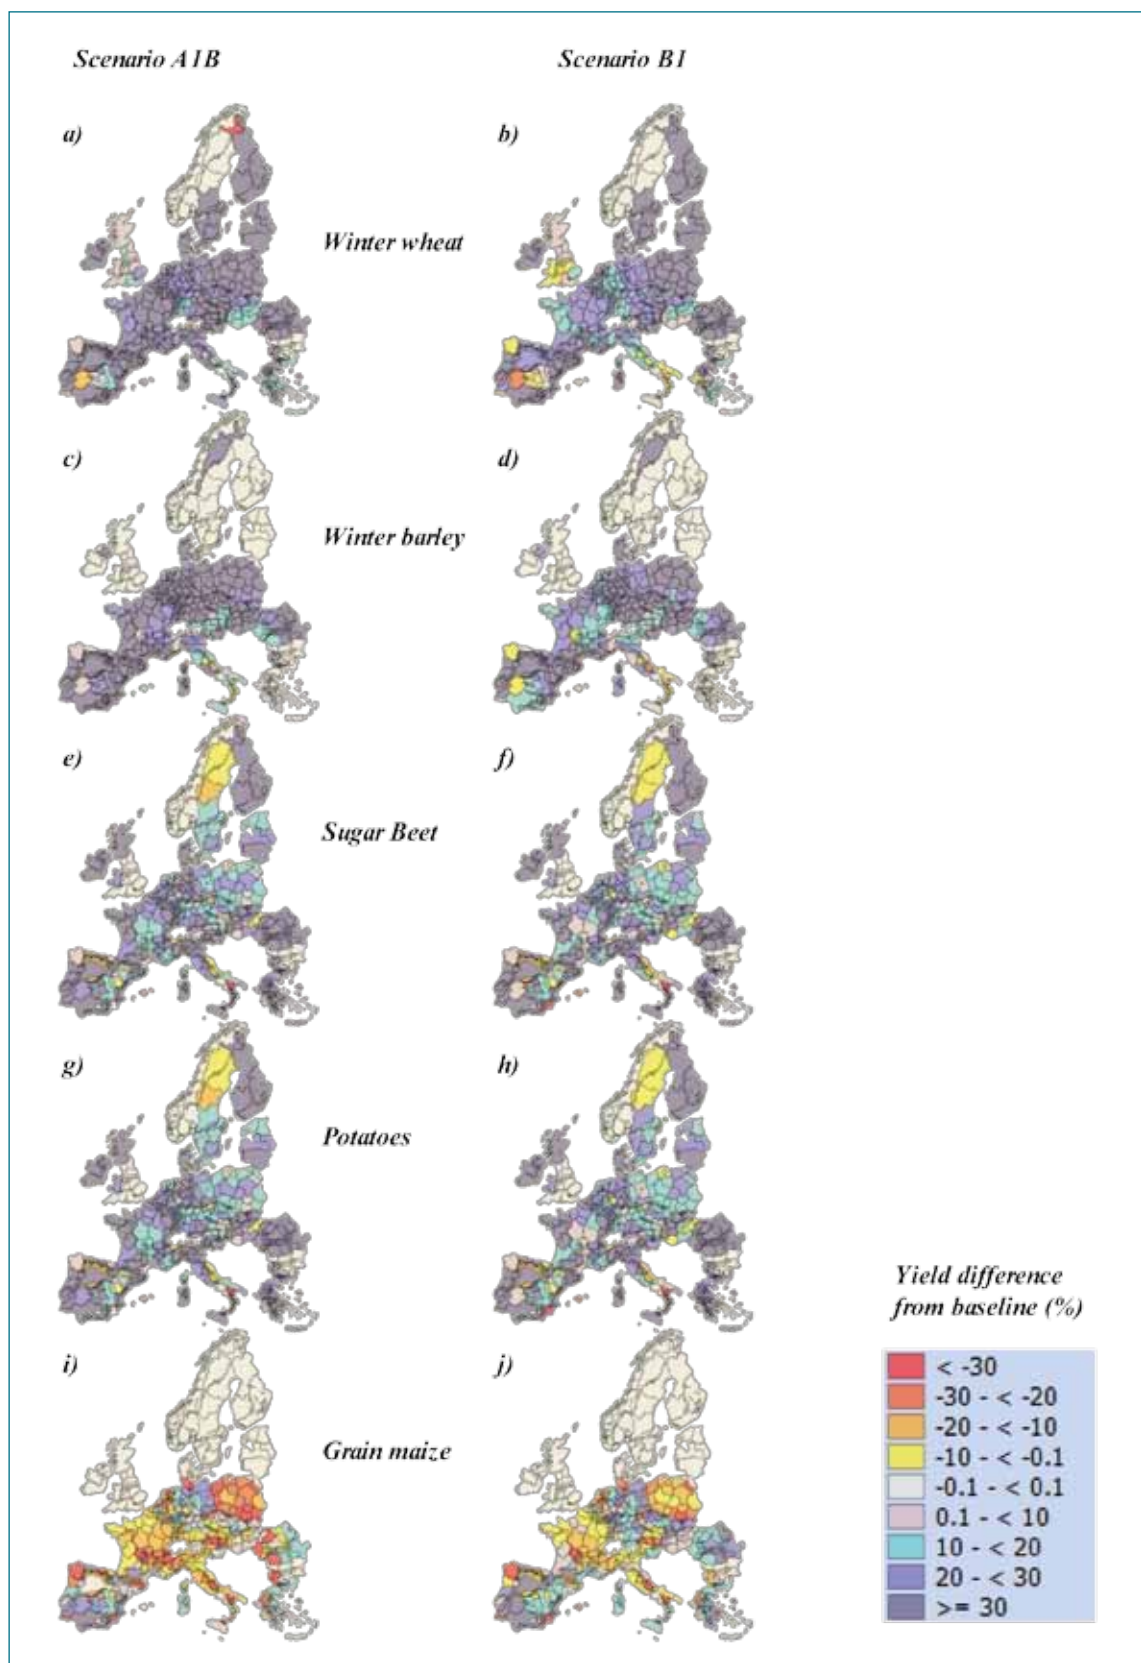 Scenario A1B
Scenario B1
a)
b)
Winter wheat
c)
d)
Winter barley
e)
f)
Sugar Beet
g)
h)
Potatoes
Yield difference
from baseline (%)
i)
j)
< -30
-30 - < -20
-20 - < -10
Grain maize
-10 - < -0.1
-0.1 - < 0.1
0.1 - < 10
10 - < 20
20 - < 30
>= 30